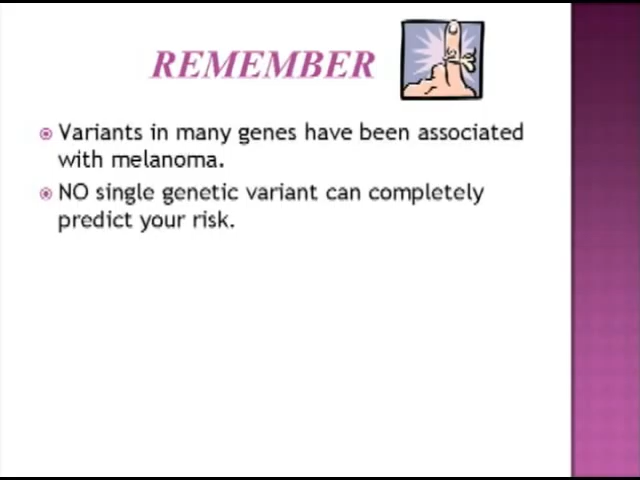 REMEMBER
Variants in many genes have been associated
with melanoma.
NO single genetic variant can completely
predict your risk.